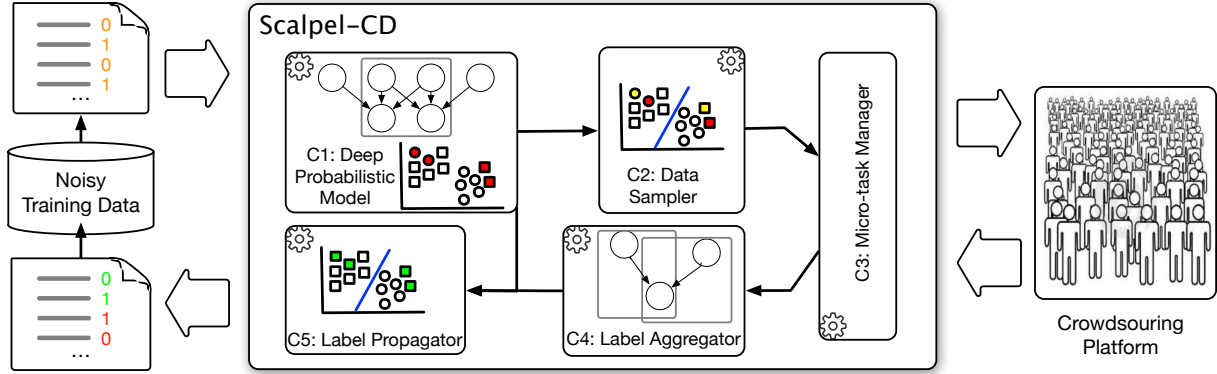 0
1
0
1
...
Noisy
Training Data
0
1
1
0
...
Scalpel-CD
C1: Deep
Probabilistic
Model
C2: Data
Sampler
C3: Micro-task Manager
C5: Label Propagator
C4: Label Aggregator
Crowdsouring
Platform